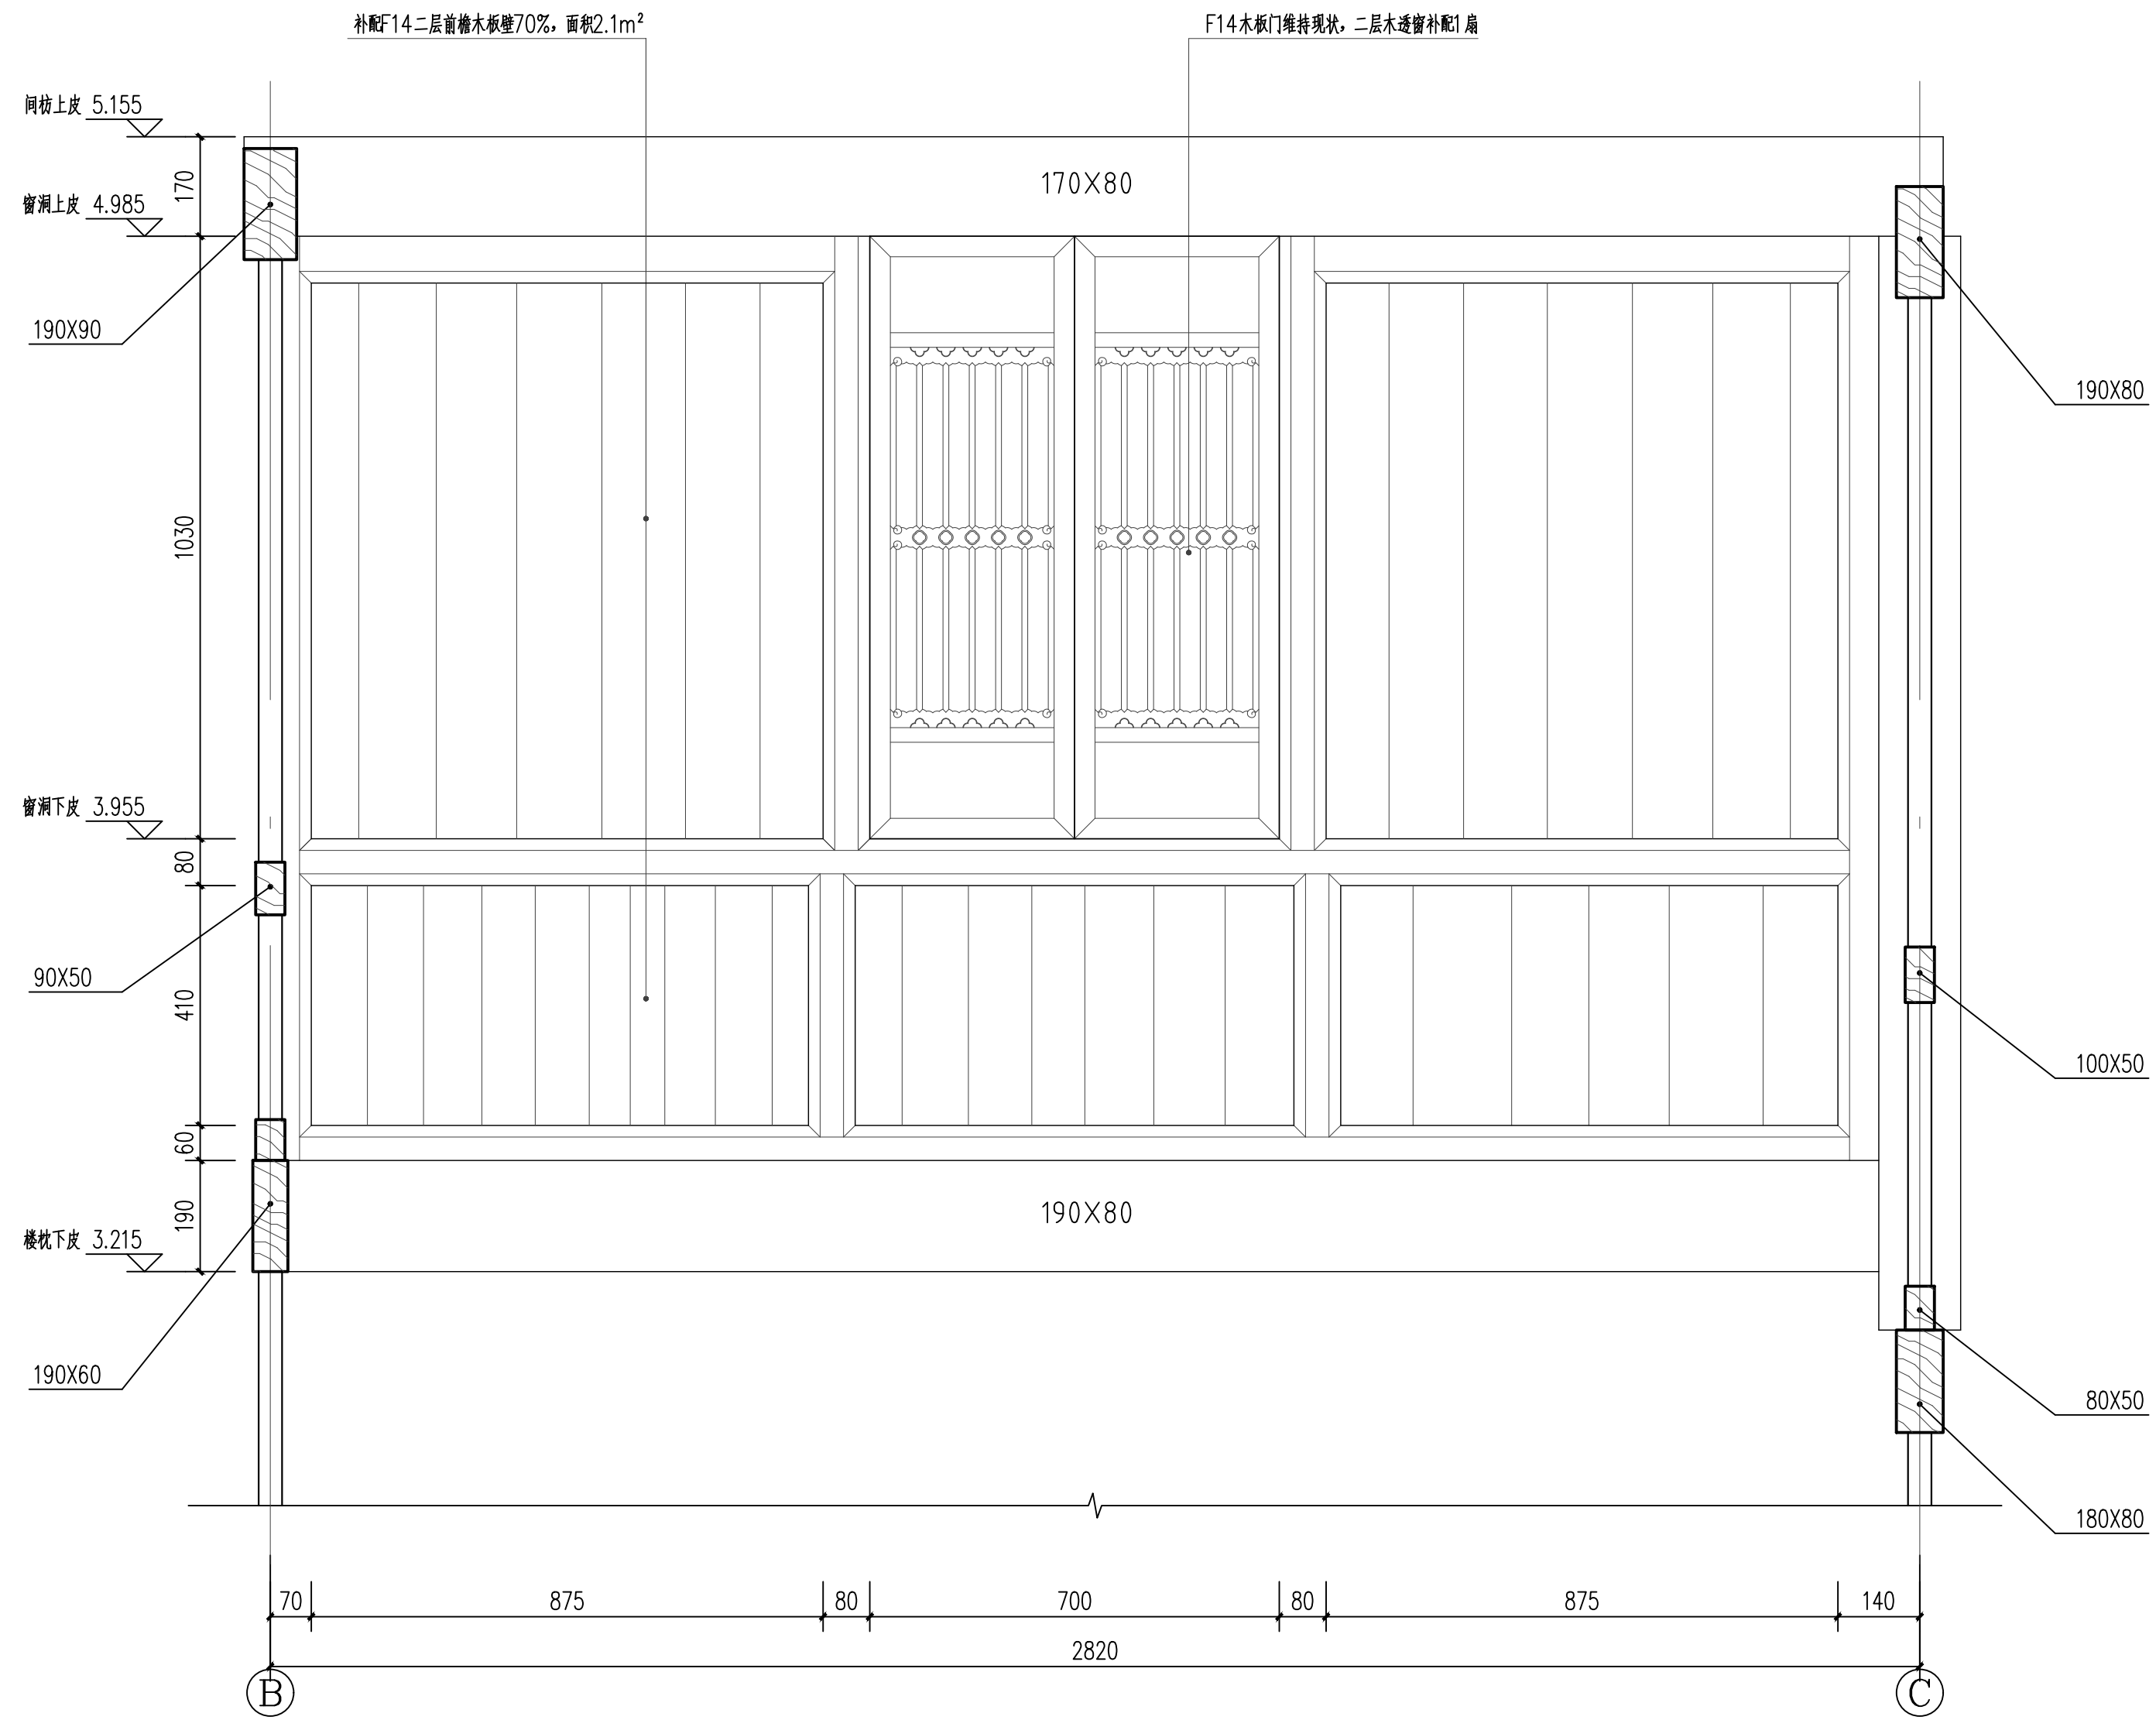 补配F14二层前檐木板壁70%，面积2.1m²
F14木板门维持现状，二层木透窗补配1扇
间枋上皮 5.155
170
170X80
窗洞上皮 4.985
190X90
190X80
1030
窗洞下皮 3.955
80
90X50
410
100X50
60
190
190X80
楼枕下皮 3.215
190X60
80X50
180X80
70
875
80
700
80
875
140
2820
B
C